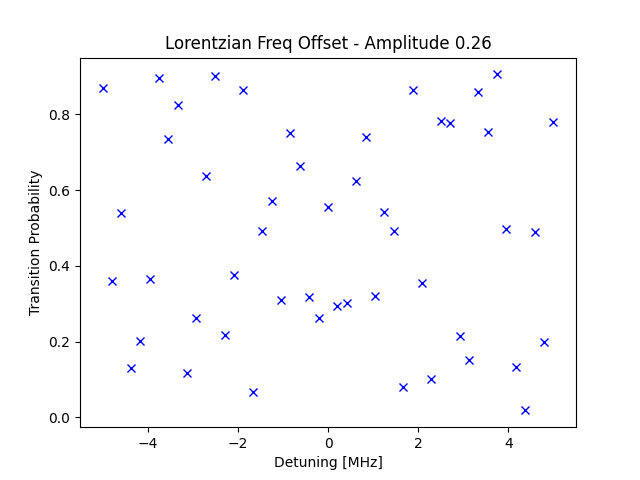 Lorentzian Freq Offset - Amplitude 0.26
0.8
0.6
0.4
0.2
0.0
Transition Probability
−4 −2 0 2 4
Detuning [MHz]